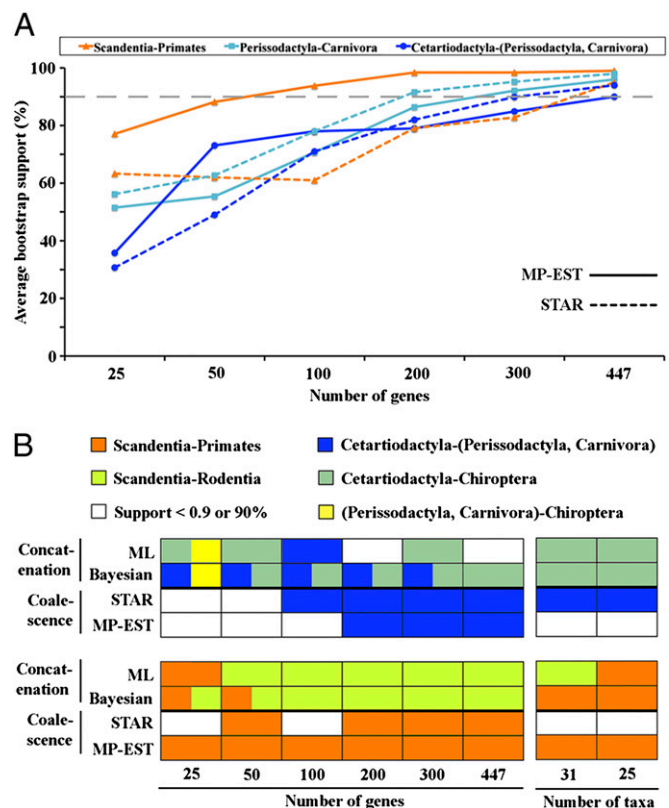 A
Scandentia-Primates Perissodactyla-Carnivora Cetartiodactyla-(Perissodactyla, Carnivora)
100
80
60
40
20
0
Average bootstrap support (%)
MP-EST
STAR
25 50 100 200 300 447
Number of genes
B
Scandentia-Primates Cetartiodactyla-(Perissodactyla, Carnivora)
Scandentia-Rodentia Cetartiodactyla-Chiroptera
Support < 0.9 or 90% (Perissodactyla, Carnivora)-Chiroptera
Concat-
enation
ML
Bayesian
Coale-
scence
STAR
MP-EST
Concat-
enation
ML
Bayesian
Coale-
scence
STAR
MP-EST
25 50 100 200 300 447 31 25
Number of genes Number of taxa